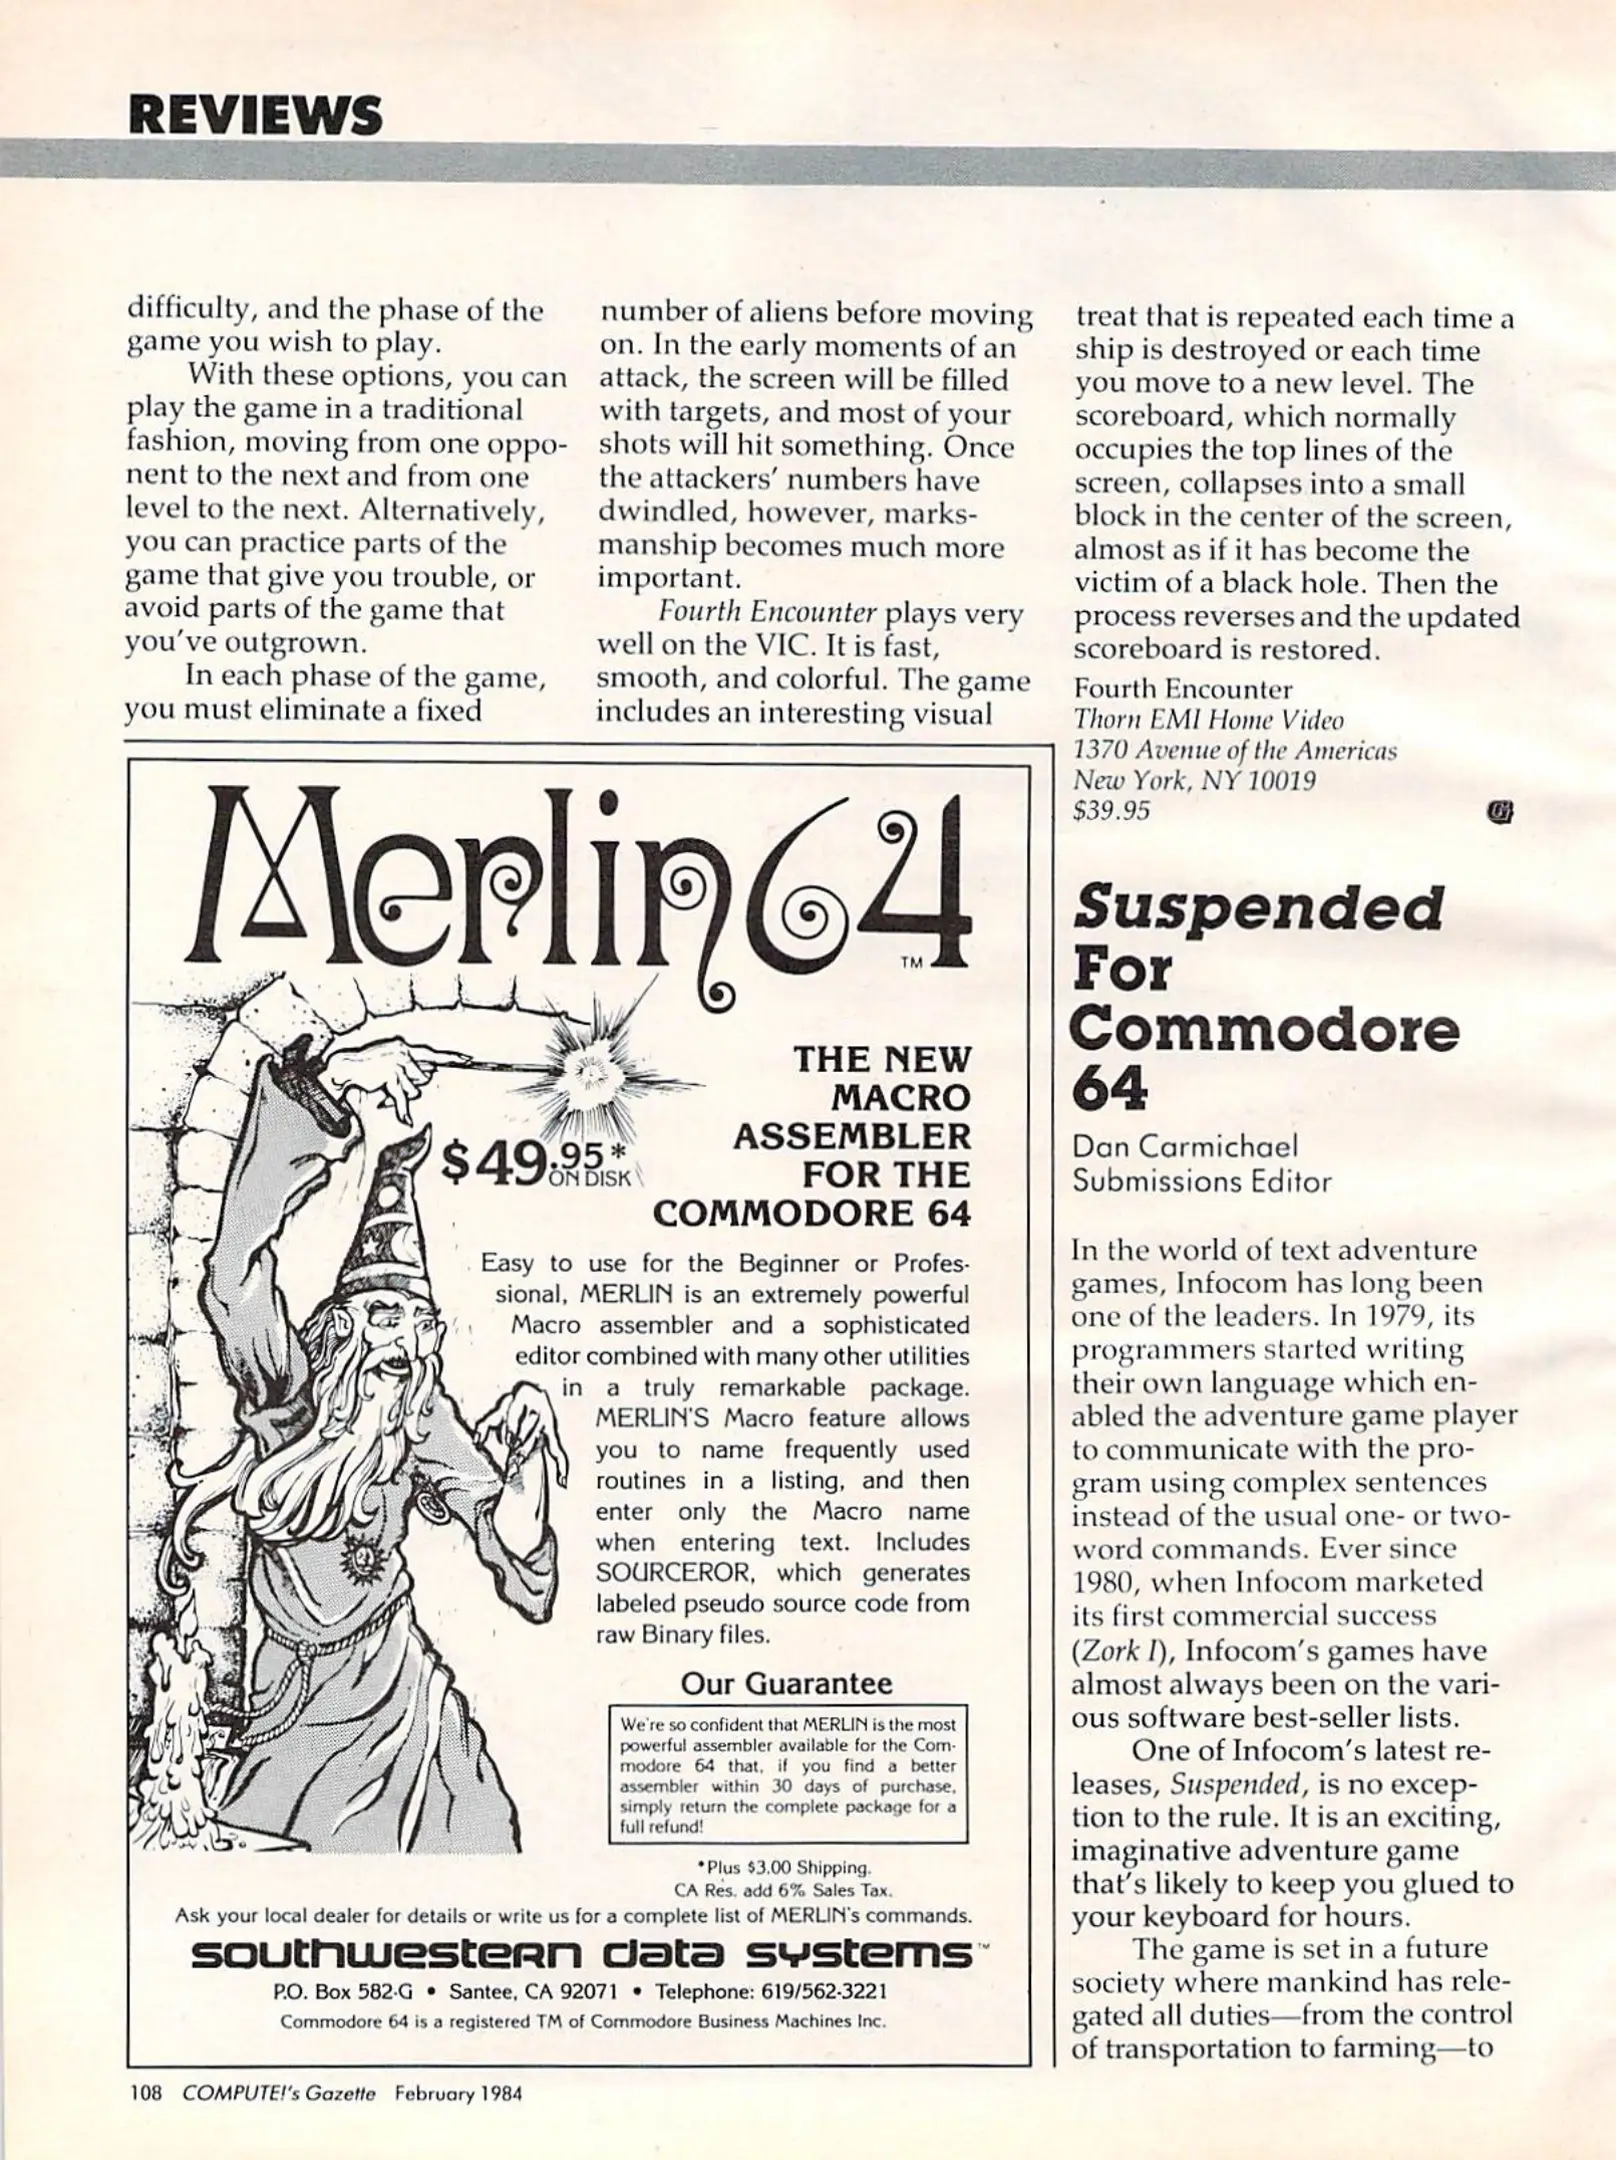 REVIEWS
difficulty, and the phase of the
game you wish to play.
With these options, you can
play the game in a traditional
fashion, moving from one oppo-
nent to the next and from one
level to the next. Alternatively,
you can practice parts of the
game that give you trouble, or
avoid parts of the game that
you've outgrown.
In each phase of the game,
you must eliminate a fixed
number of aliens before moving
on. In the early moments of an
attack, the screen will be filled
with targets, and most of your
shots will hit something. Once
the attackers' numbers have
dwindled, however, marks-
manship becomes much more
important.
Fourth Encounter plays very
well on the VIC. It is fast,
smooth, and colorful. The game
includes an interesting visual
treat that is repeated each time a
ship is destroyed or each time
you move to a new level. The
scoreboard, which normally
occupies the top lines of the
screen, collapses into a small
block in the center of the screen,
almost as if it has become the
victim of a black hole. Then the
process reverses and the updated
scoreboard is restored.
Fourth Encounter
Thorn EMI Home Video
1370 Avenue of the Americas
New York, NY 10019
$39.95
G
Merlin 64 TM
THE NEW
MACRO
ASSEMBLER
FOR THE
COMMODORE 64
$49.95*
ON DISK
Easy to use for the Beginner or Profes-
sional, MERLIN is an extremely powerful
Macro assembler and a sophisticated
editor combined with many other utilities
in a truly remarkable package.
MERLIN'S Macro feature allows
you to name frequently used
routines in a listing, and then
enter only the Macro name
when entering text. Includes
SOURCEROR, which generates
labeled pseudo source code from
raw Binary files.
Our Guarantee
We're so confident that MERLIN is the most
powerful assembler available for the Com-
modore 64 that, if you find a better
assembler within 30 days of purchase,
simply return the complete package for a
full refund!
*Plus $3.00 Shipping.
CA Res. add 6% Sales Tax.
Ask your local dealer for details or write us for a complete list of MERLIN's commands.
southwestern data systems™
P.O. Box 582-G • Santee, CA 92071 • Telephone: 619/562-3221
Commodore 64 is a registered TM of Commodore Business Machines Inc.
Suspended
For
Commodore
64
Dan Carmichael
Submissions Editor
In the world of text adventure
games, Infocom has long been
one of the leaders. In 1979, its
programmers started writing
their own language which en-
abled the adventure game player
to communicate with the pro-
gram using complex sentences
instead of the usual one- or two-
word commands. Ever since
1980, when Infocom marketed
its first commercial success
(Zork I), Infocom's games have
almost always been on the vari-
ous software best-seller lists.
One of Infocom's latest re-
leases, Suspended, is no excep-
tion to the rule. It is an exciting,
imaginative adventure game
that's likely to keep you glued to
your keyboard for hours.
The game is set in a future
society where mankind has rele-
gated all duties—from the control
of transportation to farming—to
108 COMPUTE!'s Gazette February 1984